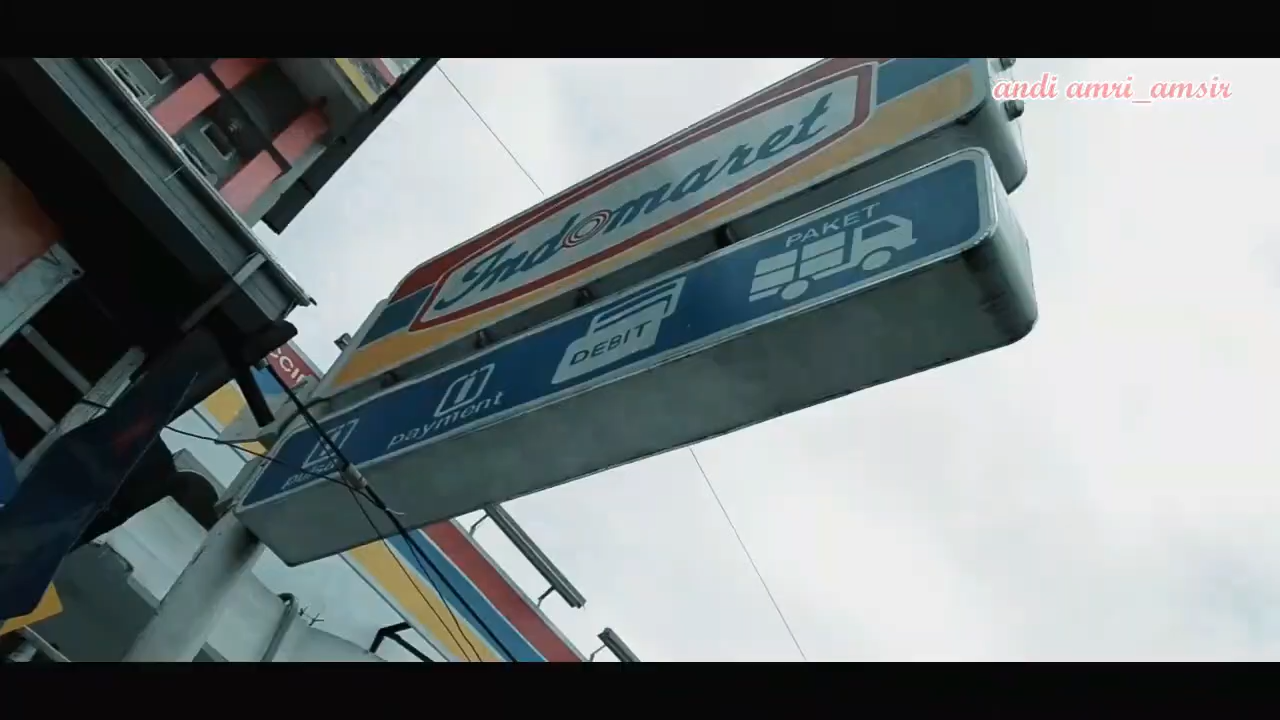 andi amri_amsir
Indomaret
PAKET
DEBIT
payment